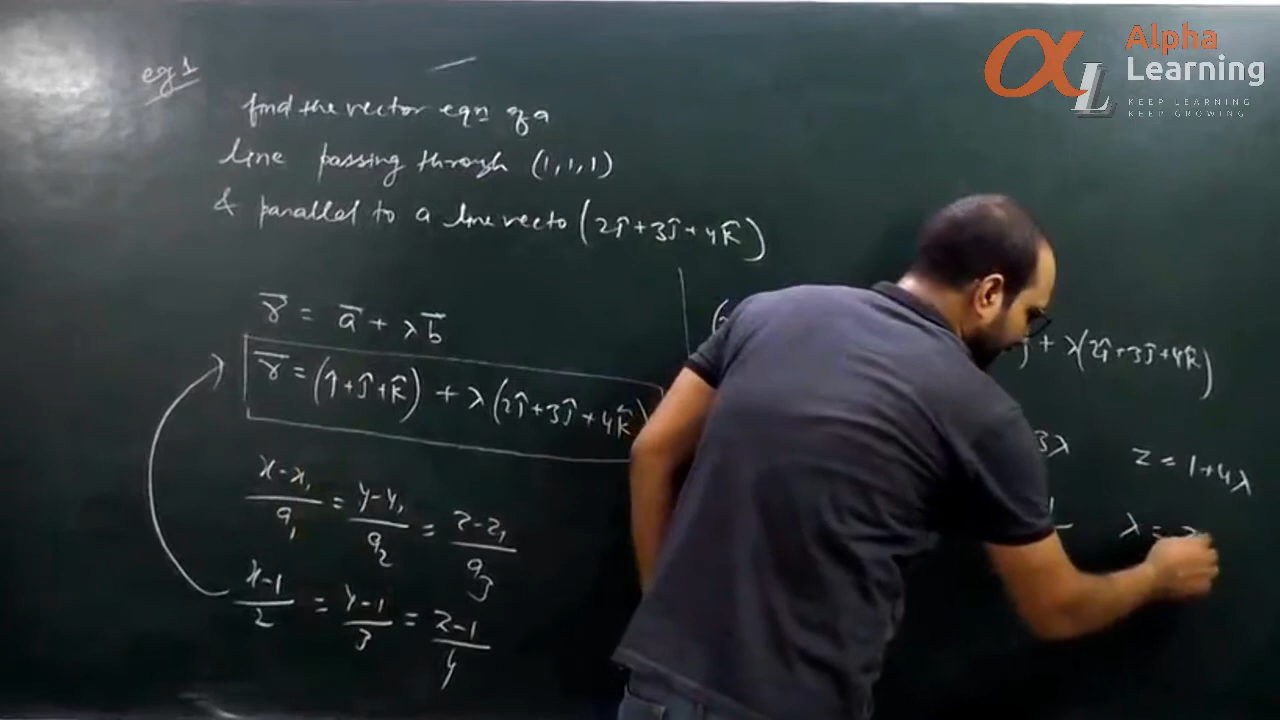 eg 1
find the vector eqn of a
line passing through (1,1,1)
& parallel to a line vecto (2î+3ĵ+4k̂)
r̄ = ā + λb̄
r̄ = (î+ĵ+k̂) + λ(2î+3ĵ+4k̂)
(x-x₁)/a₁ = (y-y₁)/a₂ = (z-z₁)/a₃
(x-1)/2 = (y-1)/3 = (z-1)/4
+ λ(2î+3ĵ+4k̂)
3λ z = 1+4λ
λ =
Alpha
Learning
KEEP LEARNING
KEEP GROWING